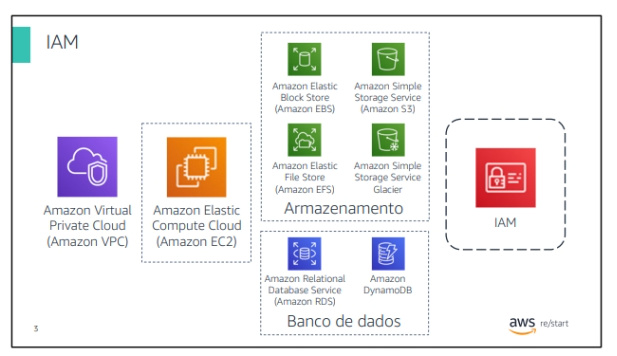 IAM
Amazon Virtual
Private Cloud
(Amazon VPC)
Amazon Elastic
Compute Cloud
(Amazon EC2)
Amazon Elastic
Block Store
(Amazon EBS)
Amazon Simple
Storage Service
(Amazon S3)
Amazon Elastic
File Store
(Amazon EFS)
Amazon Simple
Storage Service
Glacier
Armazenamento
Amazon Relational
Database Service
(Amazon RDS)
Amazon
DynamoDB
Banco de dados
IAM
3
aws re/start